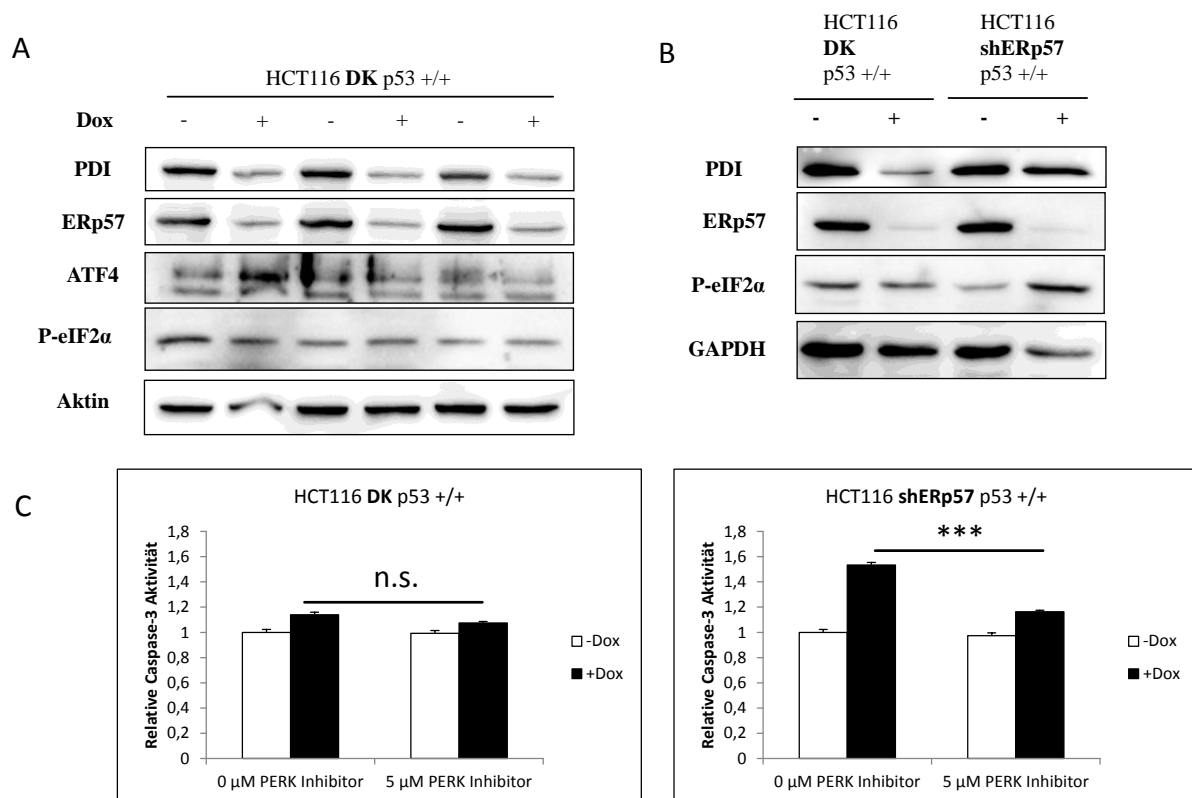 A
HCT116 DK p53 +/+
Dox - + - + - +
PDI
ERp57
ATF4
P-eIF2α
Aktin
B
HCT116
DK
p53 +/+
HCT116
shERp57
p53 +/+
- + - +
PDI
ERp57
P-eIF2α
GAPDH
C
HCT116 DK p53 +/+
Relative Caspase-3 Aktivität
1,8
1,6
1,4
1,2
1
0,8
0,6
0,4
0,2
0
n.s.
-Dox
+Dox
0 µM PERK Inhibitor
5 µM PERK Inhibitor
HCT116 shERp57 p53 +/+
Relative Caspase-3 Aktivität
1,8
1,6
1,4
1,2
1
0,8
0,6
0,4
0,2
0
***
-Dox
+Dox
0 µM PERK Inhibitor
5 µM PERK Inhibitor